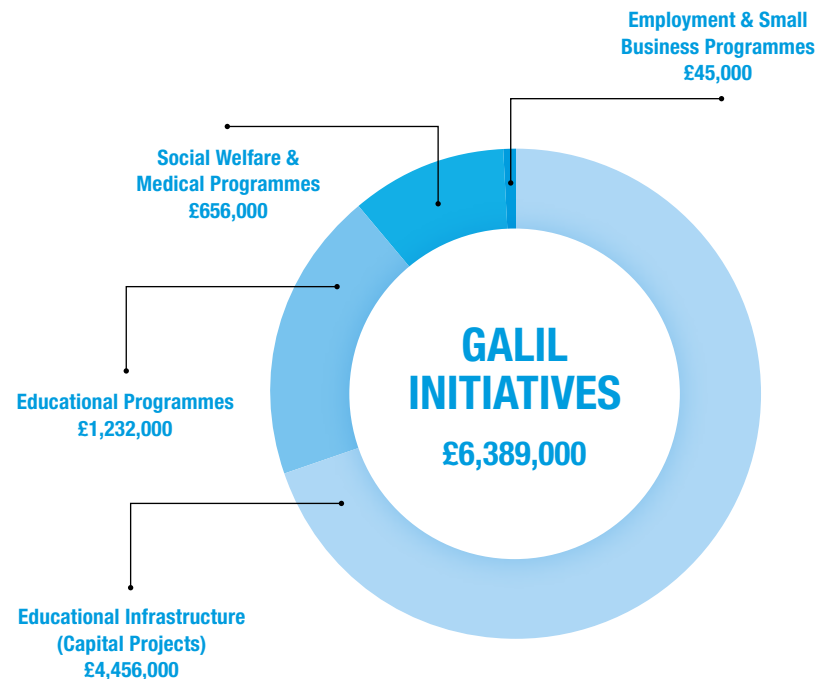 Employment & Small
Business Programmes
£45,000
Social Welfare &
Medical Programmes
£656,000
GALIL
INITIATIVES
£6,389,000
Educational Programmes
£1,232,000
Educational Infrastructure
(Capital Projects)
£4,456,000